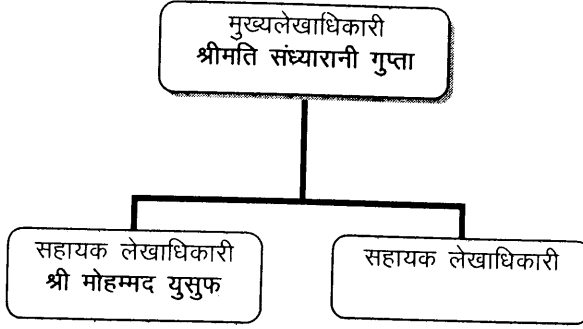 मुख्यलेखाधिकारी
श्रीमति संध्यारानी गुप्ता
सहायक लेखाधिकारी
श्री मोहम्मद युसुफ
सहायक लेखाधिकारी